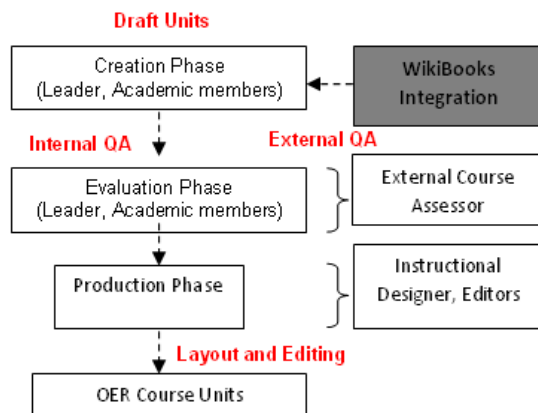 Draft Units
Creation Phase
(Leader, Academic members)
WikiBooks
Integration
Internal QA
External QA
Evaluation Phase
(Leader, Academic members)
External Course
Assessor
Production Phase
Instructional
Designer, Editors
Layout and Editing
OER Course Units